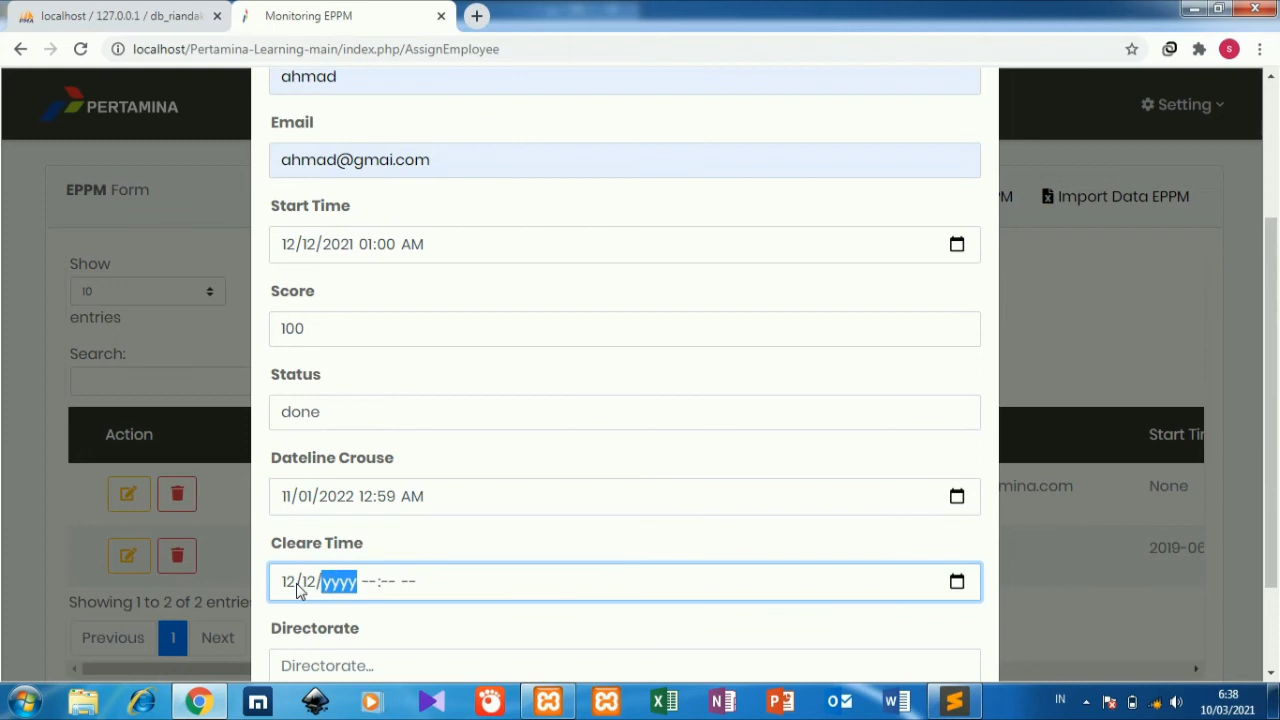 localhost / 127.0.0.1 / db_rianda
Monitoring EPPM
localhost/Pertamina-Learning-main/index.php/AssignEmployee
s
PERTAMINA
Setting
ahmad
Email
ahmad@gmai.com
EPPM Form
M
Import Data EPPM
Start Time
12/12/2021 01:00 AM
Show
10
entries
Score
100
Search:
Status
done
Action
Start Tir
Dateline Crouse
11/01/2022 12:59 AM
mina.com
None
Cleare Time
12/12/yyyy --:-- --
2019-06
Showing 1 to 2 of 2 entrie
Previous
1
Next
Directorate
Directorate...
IN
6:38
10/03/2021